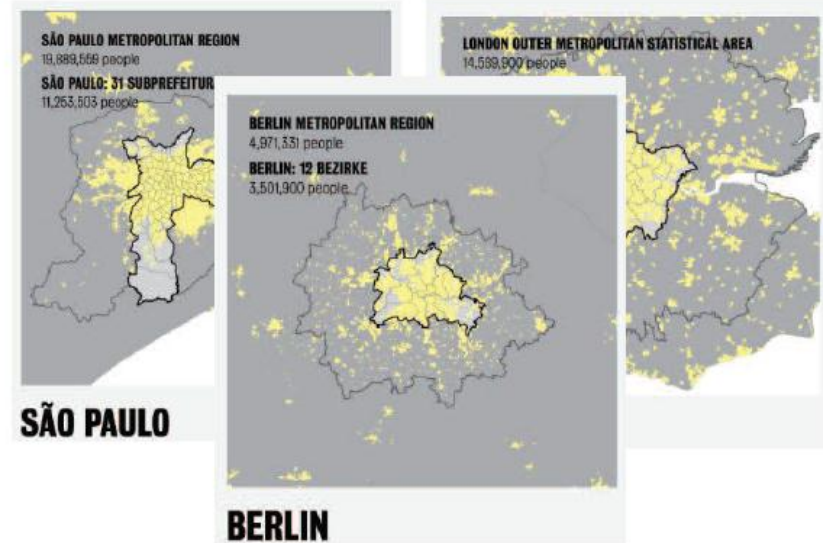 SÃO PAULO METROPOLITAN REGION
19,889,559 people
SÃO PAULO: 31 SUBPREFEITUR
11,253,503 people
SÃO PAULO
LONDON OUTER METROPOLITAN STATISTICAL AREA
14,589,900 people
BERLIN METROPOLITAN REGION
4,971,331 people
BERLIN: 12 BEZIRKE
3,501,900 people
BERLIN